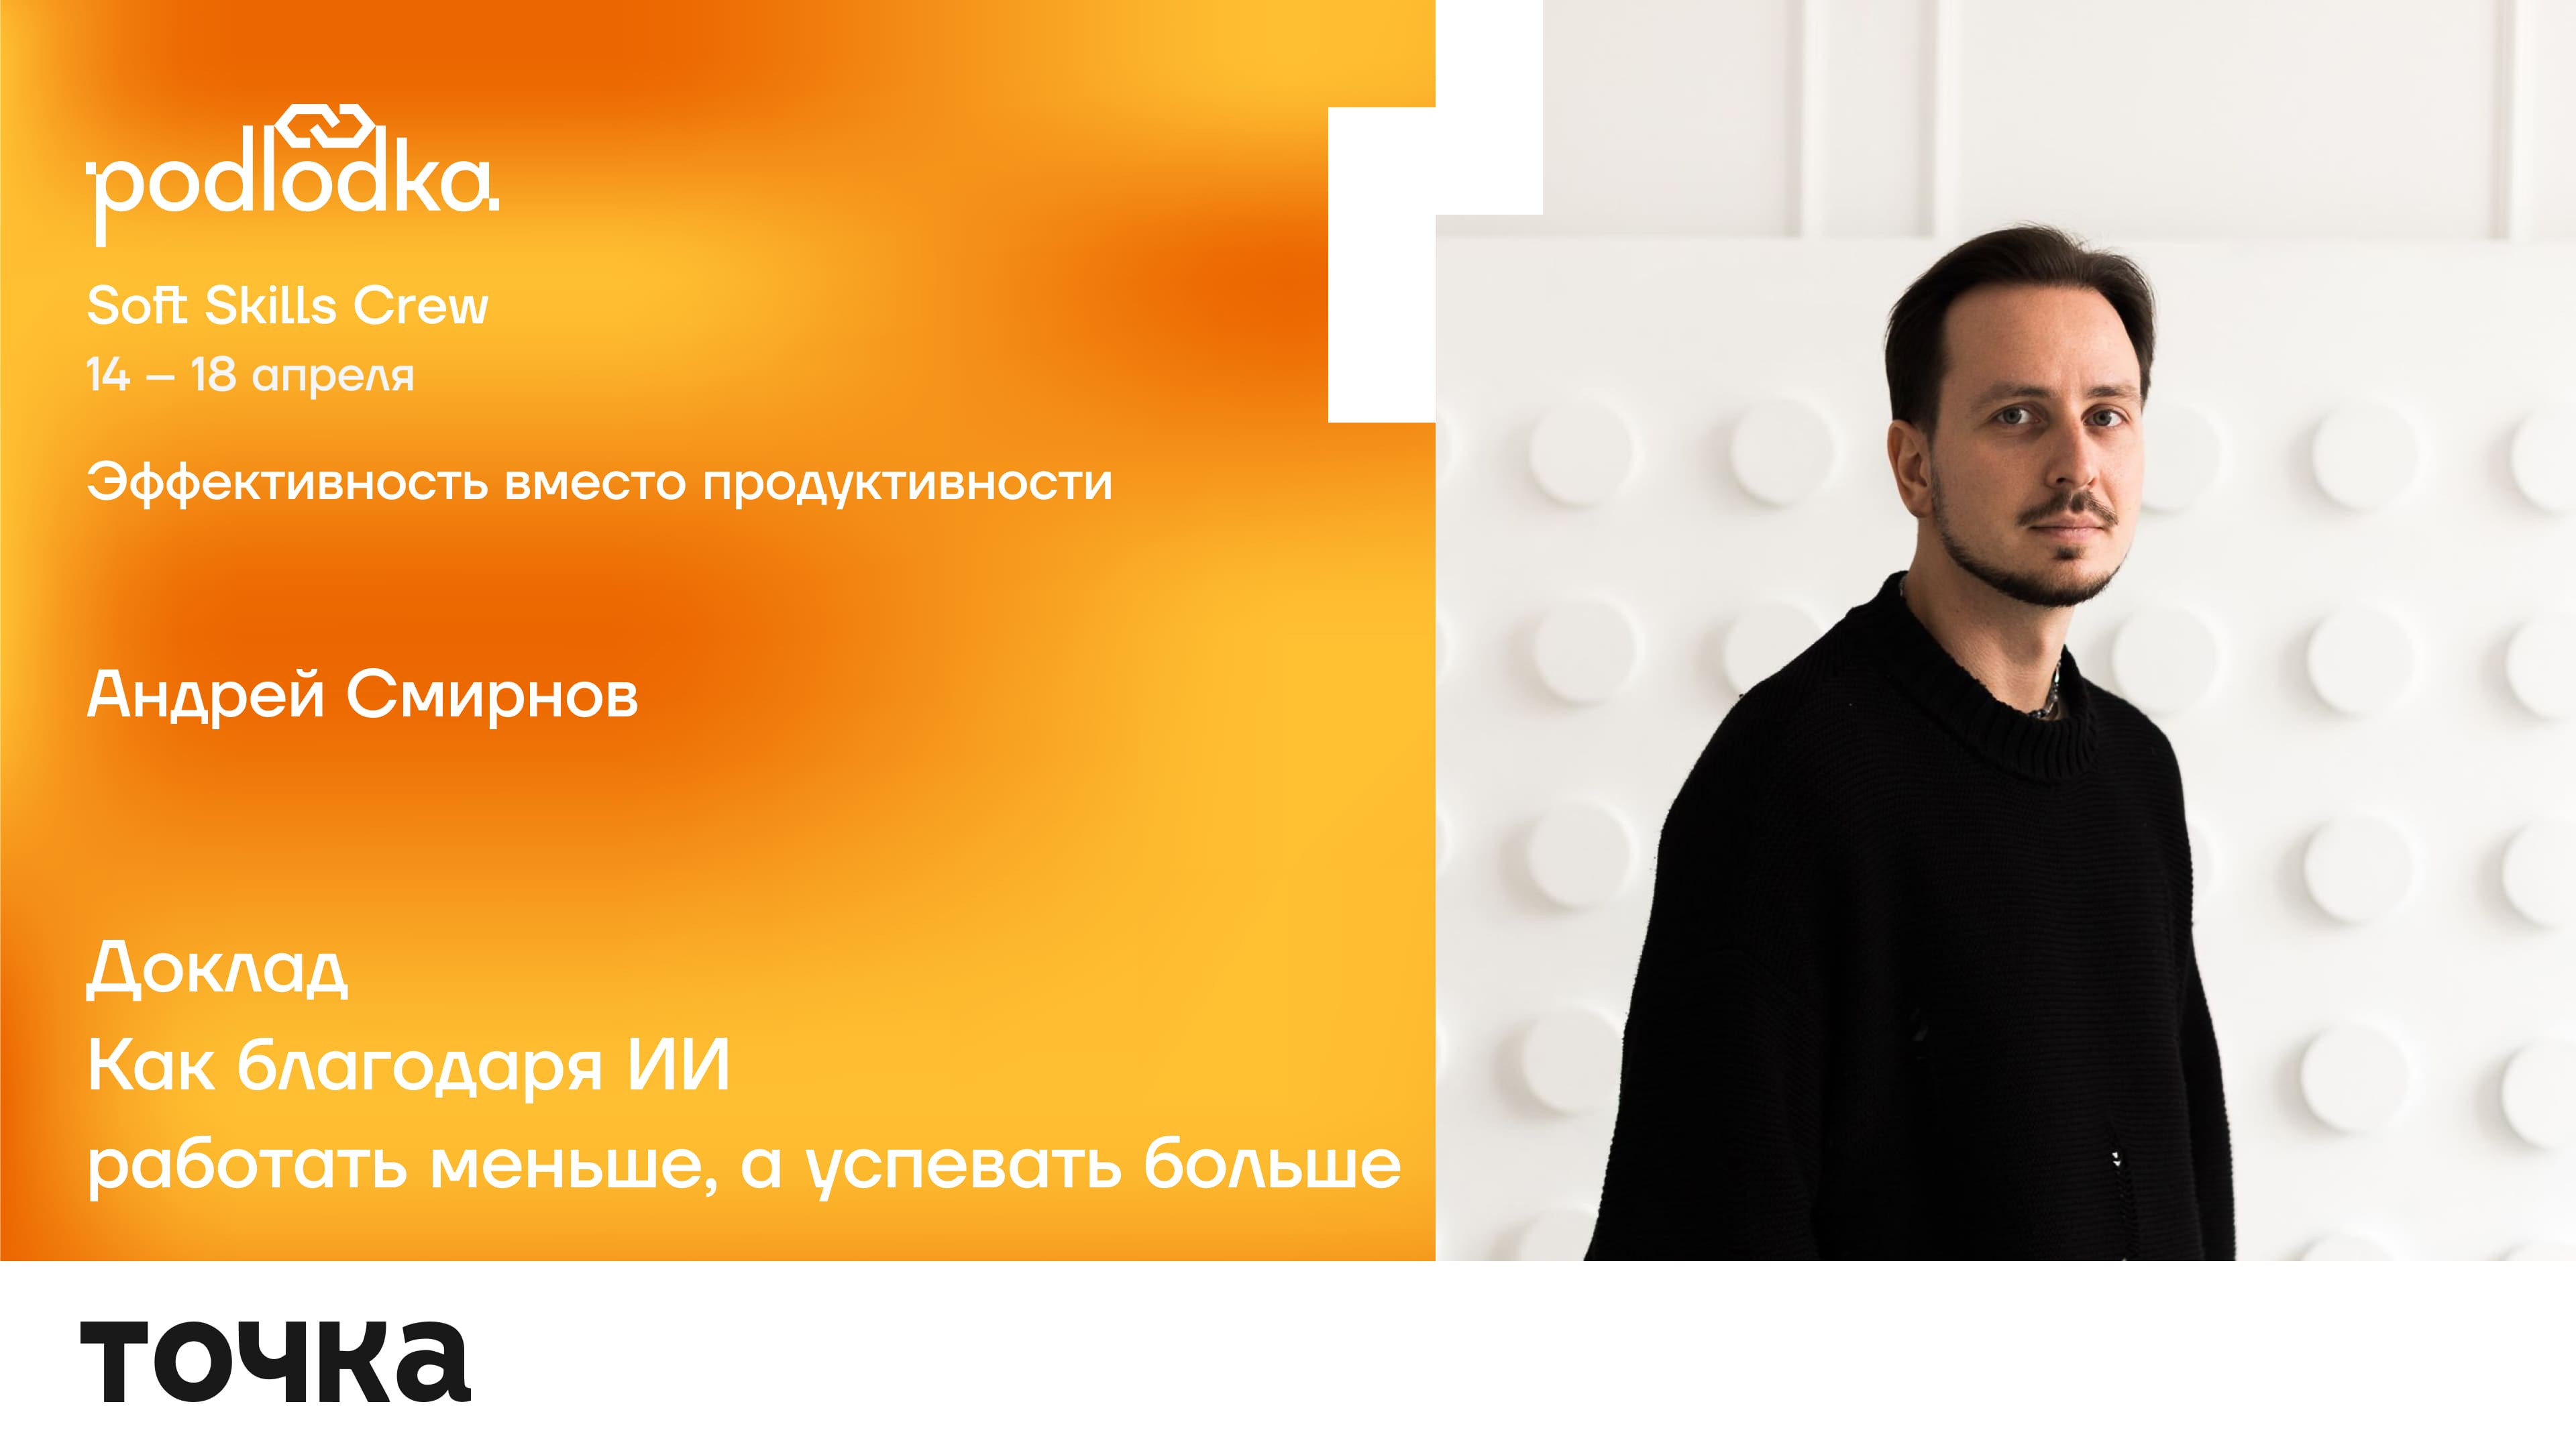 podlodka.
Soft Skills Crew
14 – 18 апреля
Эффективность вместо продуктивности
Андрей Смирнов
Доклад
Как благодаря ИИ
работать меньше, а успевать больше
точка